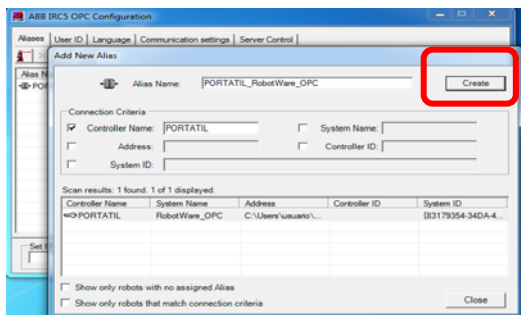 ABB IRC5 OPC Configuration
Aliases User ID Language Communication settings Server Control
Add New Alias
Alias Name: PORTATIL_RobotWare_OPC Create
Alias N
POR
Connection Criteria
Controller Name: PORTATIL System Name:
Address: Controller ID:
System ID:
Scan results: 1 found. 1 of 1 displayed.
Controller Name System Name Address Controller ID System ID
PORTATIL RobotWare_OPC C:\Users\usuario\... {83179354-34DA-4...
Set
Show only robots with no assigned Alias
Show only robots that match connection criteria
Close